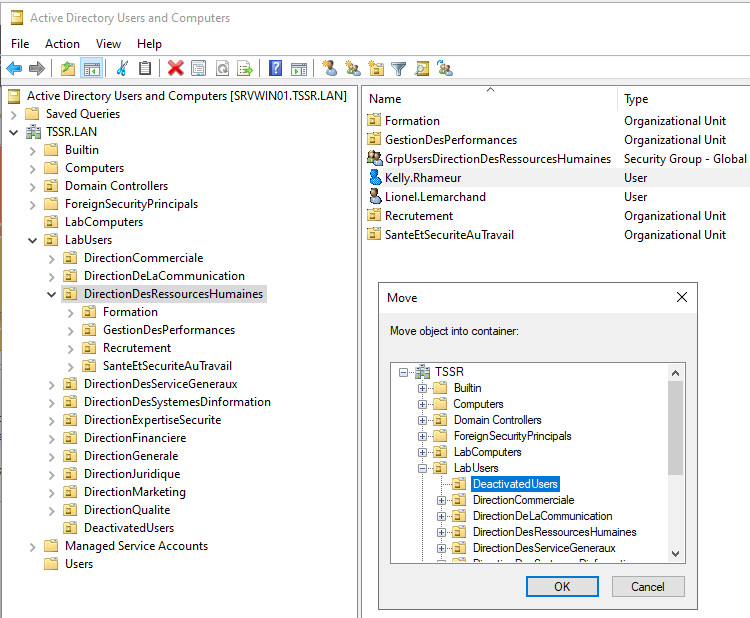 Active Directory Users and Computers
File Action View Help
Active Directory Users and Computers [SRVWIN01.TSSR.LAN]
Saved Queries
TSSR.LAN
Builtin
Computers
Domain Controllers
ForeignSecurityPrincipals
LabComputers
LabUsers
DirectionCommerciale
DirectionDeLaCommunication
DirectionDesRessourcesHumaines
Formation
GestionDesPerformances
Recrutement
SanteEtSecuriteAuTravail
DirectionDesServiceGeneraux
DirectionDesSystemesDinformation
DirectionExpertiseSecurite
DirectionFinanciere
DirectionGenerale
DirectionJuridique
DirectionMarketing
DirectionQualite
DeactivatedUsers
Managed Service Accounts
Users
Name Type
Formation Organizational Unit
GestionDesPerformances Organizational Unit
GrpUsersDirectionDesRessourcesHumaines Security Group - Global
Kelly.Rhameur User
Lionel.Lemarchand User
Recrutement Organizational Unit
SanteEtSecuriteAuTravail Organizational Unit
Move
Move object into container:
TSSR
Builtin
Computers
Domain Controllers
ForeignSecurityPrincipals
LabComputers
LabUsers
DeactivatedUsers
DirectionCommerciale
DirectionDeLaCommunication
DirectionDesRessourcesHumaines
DirectionDesServiceGeneraux
OK Cancel